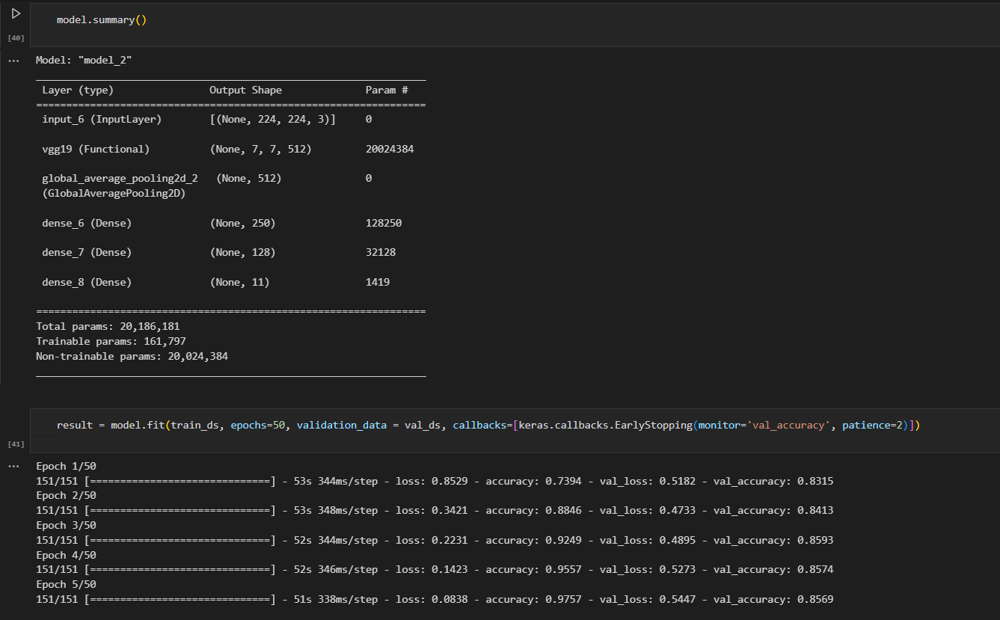 model.summary()
[40]
... Model: "model_2"
Layer (type) Output Shape Param #
=================================================================
input_6 (InputLayer) [(None, 224, 224, 3)] 0
vgg19 (Functional) (None, 7, 7, 512) 20024384
global_average_pooling2d_2 (None, 512) 0
(GlobalAveragePooling2D)
dense_6 (Dense) (None, 250) 128250
dense_7 (Dense) (None, 128) 32128
dense_8 (Dense) (None, 11) 1419
=================================================================
Total params: 20,186,181
Trainable params: 161,797
Non-trainable params: 20,024,384
result = model.fit(train_ds, epochs=50, validation_data = val_ds, callbacks=[keras.callbacks.EarlyStopping(monitor='val_accuracy', patience=2)])
[41]
... Epoch 1/50
151/151 [==============================] - 53s 344ms/step - loss: 0.8529 - accuracy: 0.7394 - val_loss: 0.5182 - val_accuracy: 0.8315
Epoch 2/50
151/151 [==============================] - 53s 348ms/step - loss: 0.3421 - accuracy: 0.8846 - val_loss: 0.4733 - val_accuracy: 0.8413
Epoch 3/50
151/151 [==============================] - 52s 344ms/step - loss: 0.2231 - accuracy: 0.9249 - val_loss: 0.4895 - val_accuracy: 0.8593
Epoch 4/50
151/151 [==============================] - 52s 346ms/step - loss: 0.1423 - accuracy: 0.9557 - val_loss: 0.5273 - val_accuracy: 0.8574
Epoch 5/50
151/151 [==============================] - 51s 338ms/step - loss: 0.0838 - accuracy: 0.9757 - val_loss: 0.5447 - val_accuracy: 0.8569